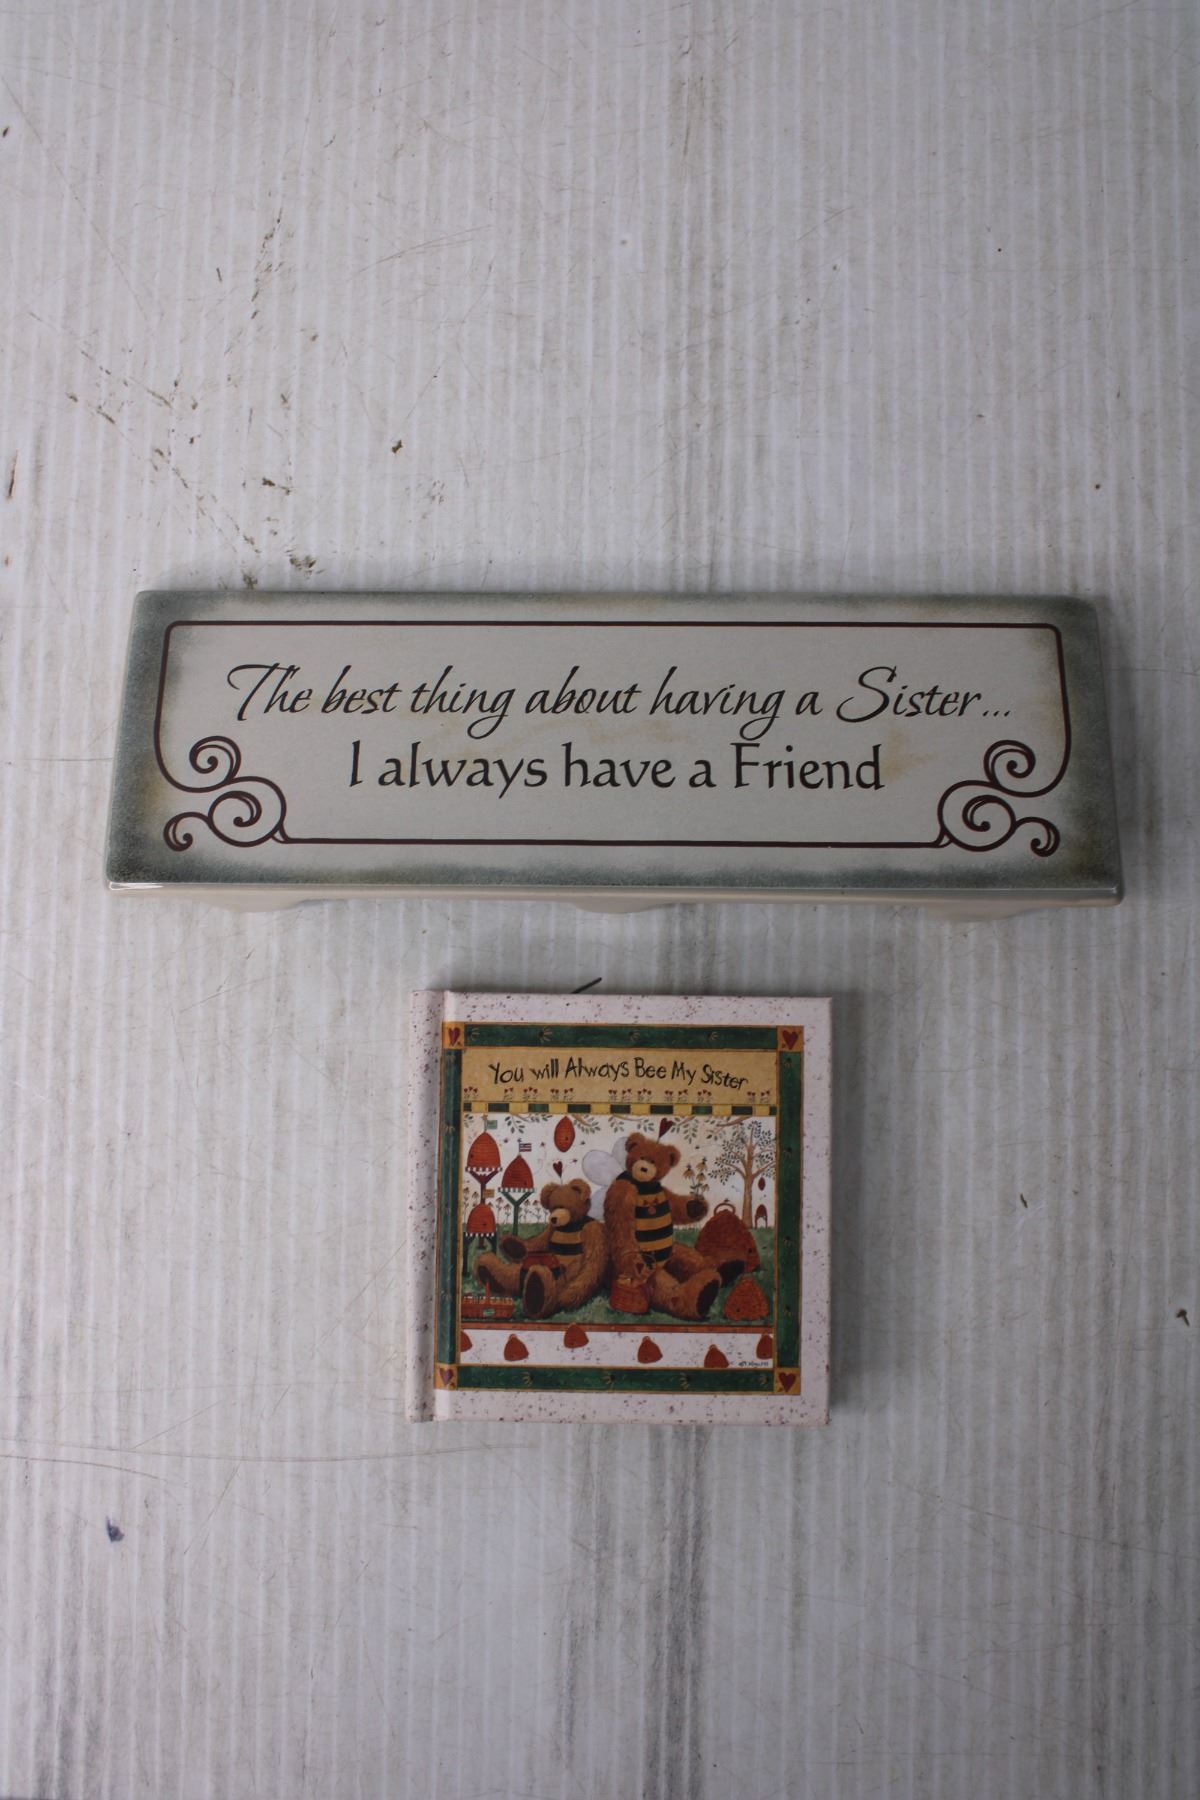 The best thing about having a Sister...
I always have a Friend
You will Always Bee My Sister